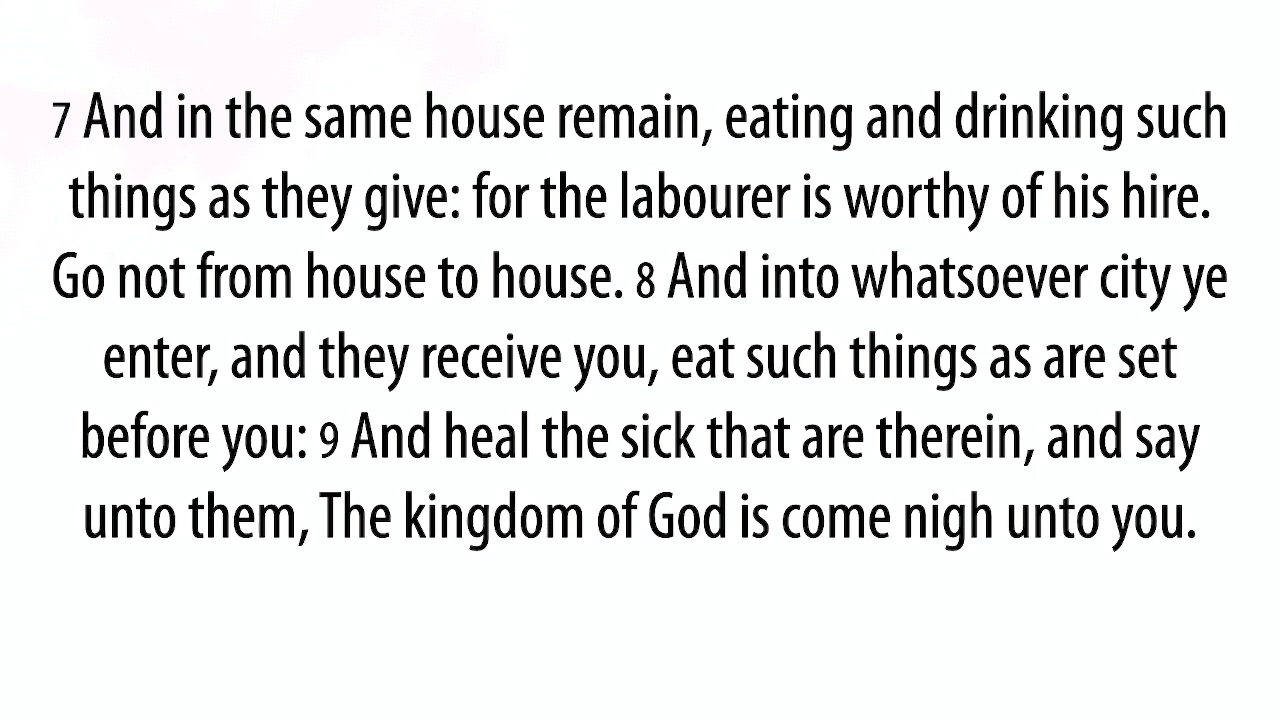 7 And in the same house remain, eating and drinking such
things as they give: for the labourer is worthy of his hire.
Go not from house to house. 8 And into whatsoever city ye
enter, and they receive you, eat such things as are set
before you: 9 And heal the sick that are therein, and say
unto them, The kingdom of God is come nigh unto you.